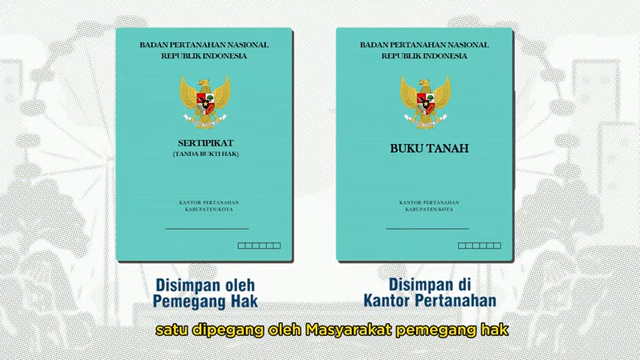 BADAN PERTANAHAN NASIONAL
REPUBLIK INDONESIA
SERTIPIKAT
(TANDA BUKTI HAK)
KANTOR PERTANAHAN
KABUPATEN/KOTA
Disimpan oleh
Pemegang Hak
BADAN PERTANAHAN NASIONAL
REPUBLIK INDONESIA
BUKU TANAH
KANTOR PERTANAHAN
KABUPATEN/KOTA
Disimpan di
Kantor Pertanahan
satu dipegang oleh Masyarakat pemegang hak